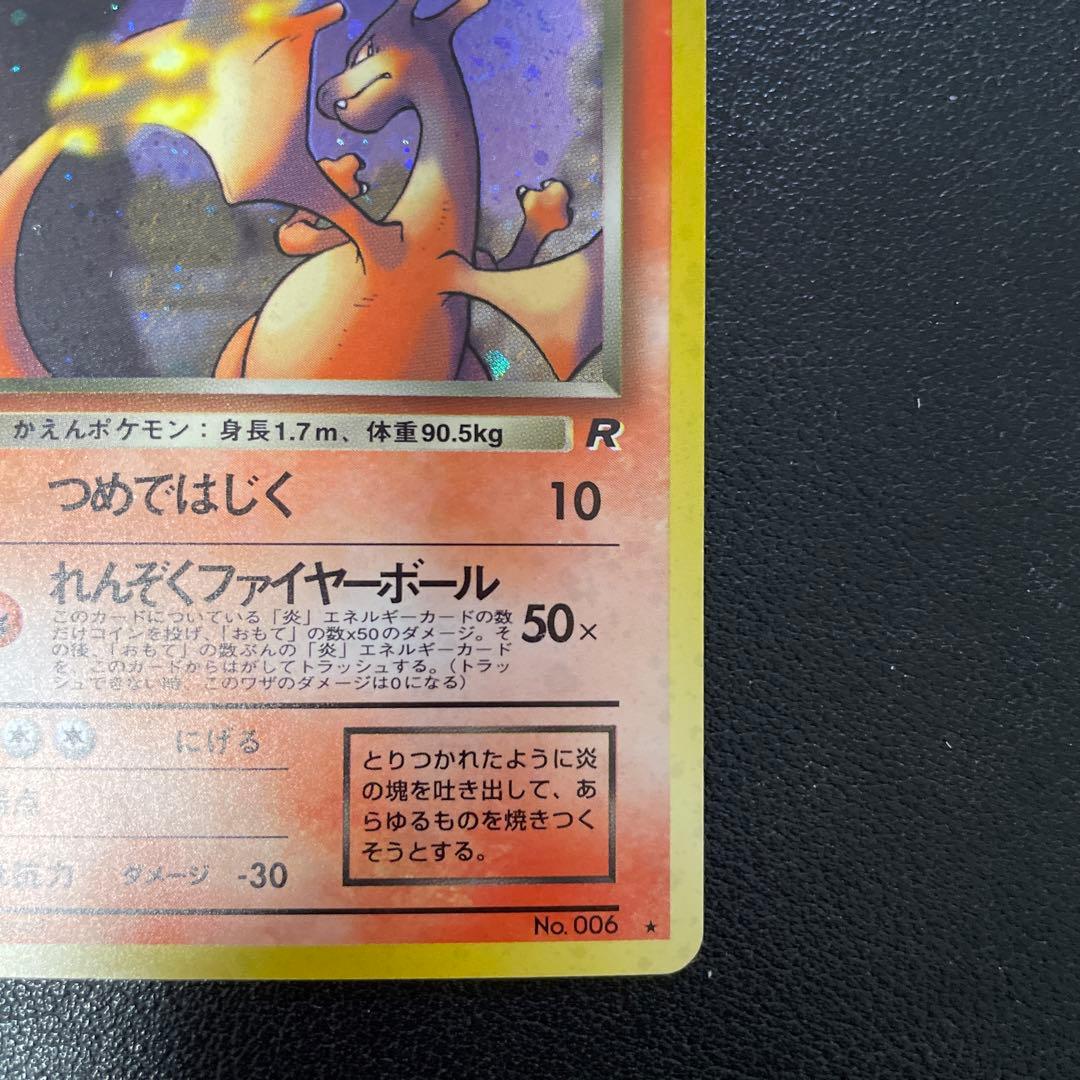 かえんポケモン：身長1.7m、体重90.5kg
R
つめではじく 10
れんぞくファイヤーボール
50×
このカードについている「炎」エネルギーカードの数
だけコインを投げ、「おもて」の数x50のダメージ。そ
の後、「おもて」の数ぶんの「炎」エネルギーカード
を、このカードからはがしてトラッシュする。（トラッ
シュできない時、このワザのダメージは0になる）
にげる
とりつかれたように炎
の塊を吐き出して、あ
らゆるものを焼きつく
そうとする。
点
抗力 ダメージ -30
No. 006 ★